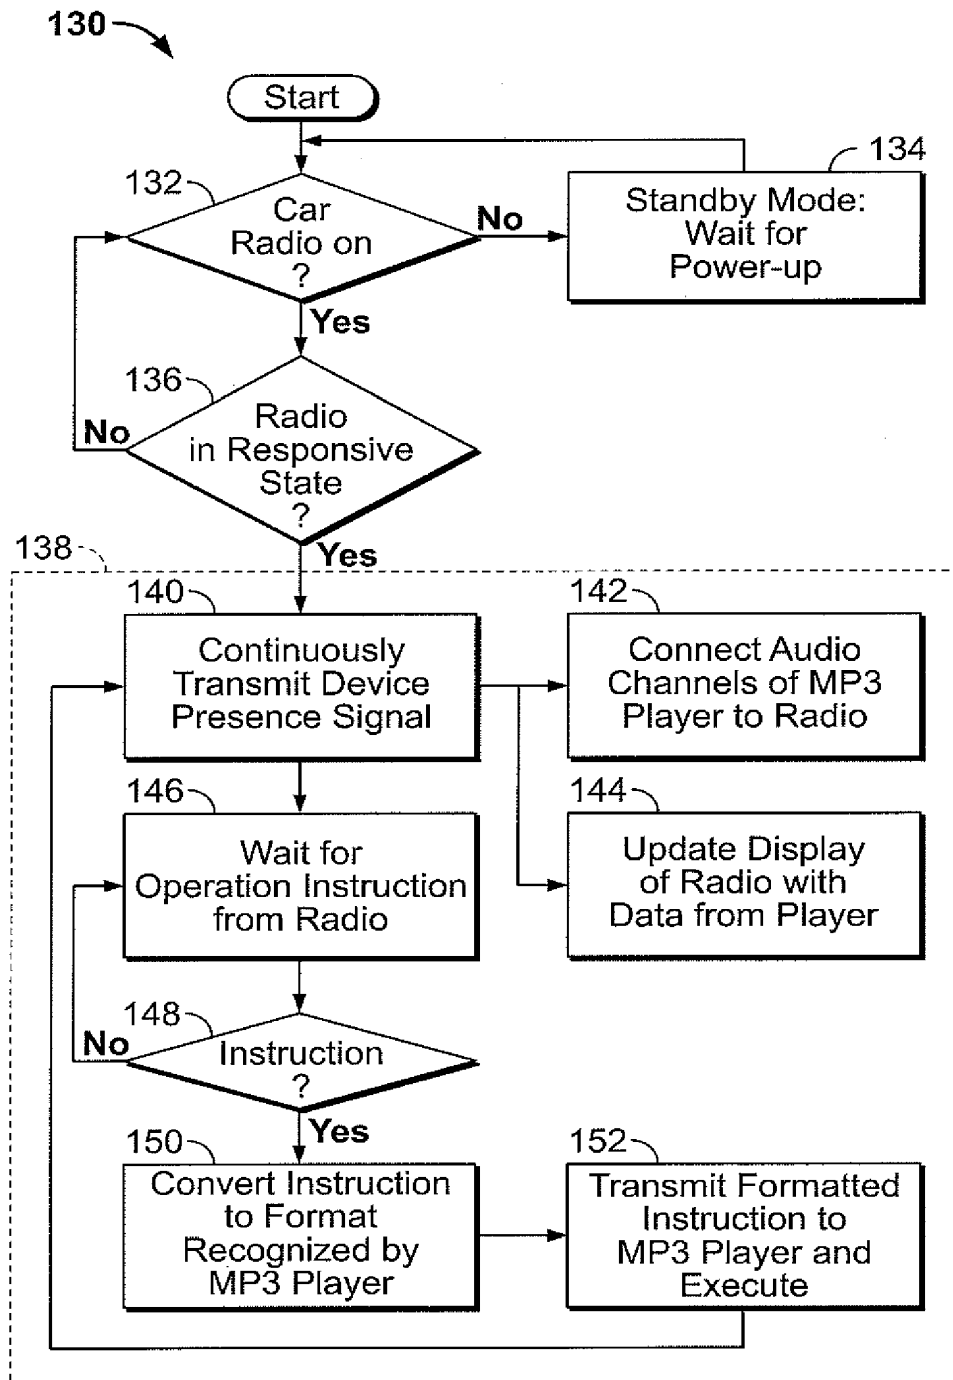 130
Start
132
Car
Radio on
?
No
134
Standby Mode:
Wait for
Power-up
Yes
136
Radio
in Responsive
State
?
No
Yes
138
140
Continuously
Transmit Device
Presence Signal
142
Connect Audio
Channels of MP3
Player to Radio
144
Update Display
of Radio with
Data from Player
146
Wait for
Operation Instruction
from Radio
148
Instruction
?
No
Yes
150
Convert Instruction
to Format
Recognized by
MP3 Player
152
Transmit Formatted
Instruction to
MP3 Player and
Execute